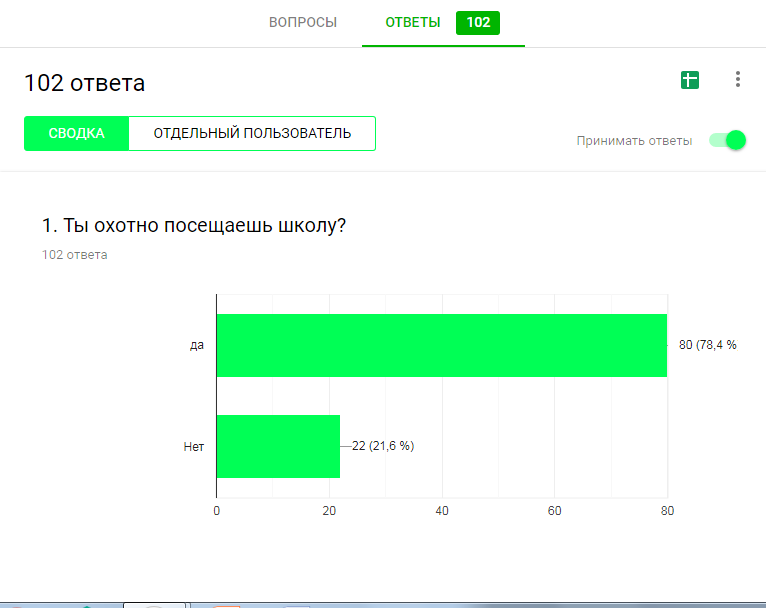 ВОПРОСЫ ОТВЕТЫ 102
102 ответа
СВОДКА ОТДЕЛЬНЫЙ ПОЛЬЗОВАТЕЛЬ
Принимать ответы
1. Ты охотно посещаешь школу?
102 ответа
да 80 (78,4 %
Нет 22 (21,6 %)
0 20 40 60 80